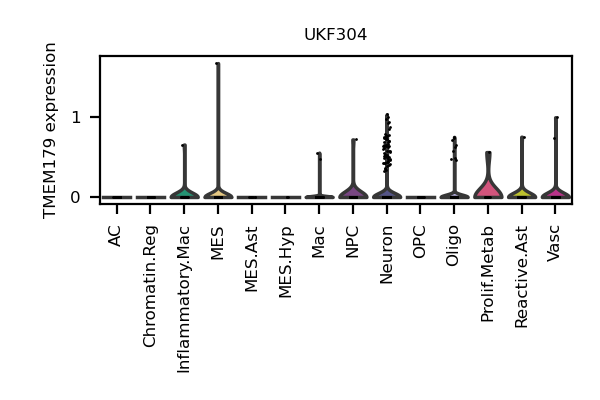 UKF304
TMEM179 expression
1
0
AC
Chromatin.Reg
Inflammatory.Mac
MES
MES.Ast
MES.Hyp
Mac
NPC
Neuron
OPC
Oligo
Prolif.Metab
Reactive.Ast
Vasc